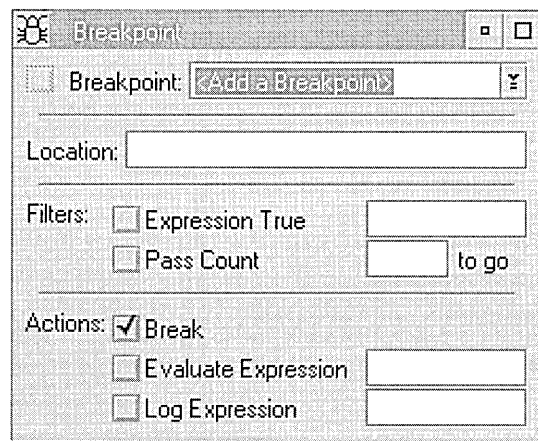 Breakpoint
Breakpoint: <Add a Breakpoint>
Location:
Filters: Expression True
Pass Count to go
Actions: Break
Evaluate Expression
Log Expression